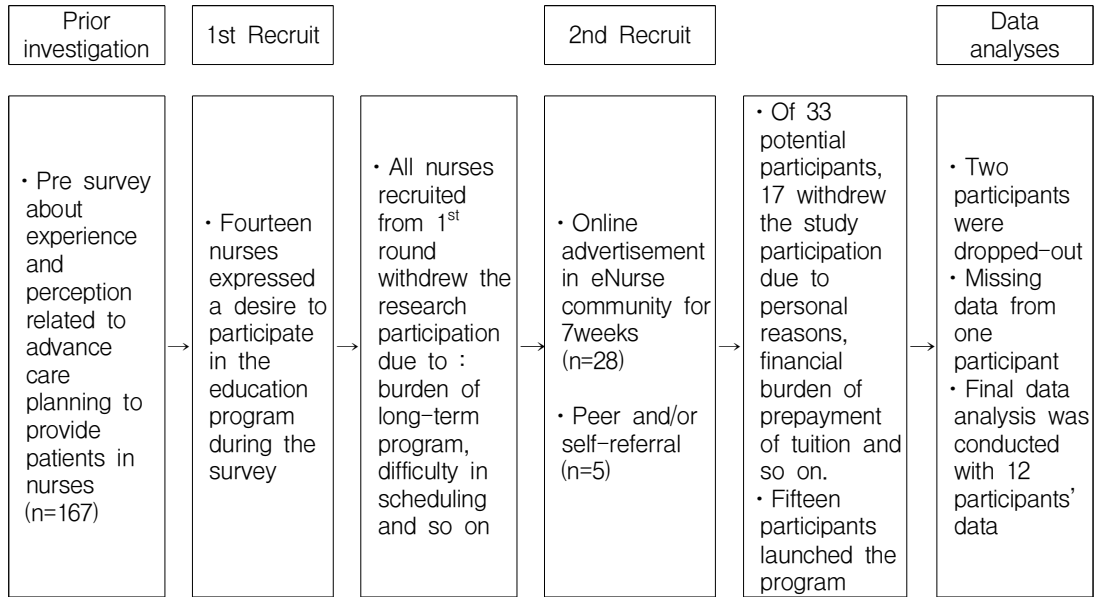 Prior
investigation
1st Recruit
2nd Recruit
Data
analyses
· Pre survey
about
experience
and
perception
related to
advance
care
planning to
provide
patients in
nurses
(n=167)
→
· Fourteen
nurses
expressed
a desire to
participate
in the
education
program
during the
survey
→
· All nurses
recruited
from 1st
round
withdrew the
research
participation
due to :
burden of
long-term
program,
difficulty in
scheduling
and so on
→
· Online
advertisement
in eNurse
community for
7weeks
(n=28)
· Peer and/or
self-referral
(n=5)
→
· Of 33
potential
participants,
17 withdrew
the study
participation
due to
personal
reasons,
financial
burden of
prepayment
of tuition and
so on.
· Fifteen
participants
launched the
program
→
· Two
participants
were
dropped-out
· Missing
data from
one
participant
· Final data
analysis was
conducted
with 12
participants’
data